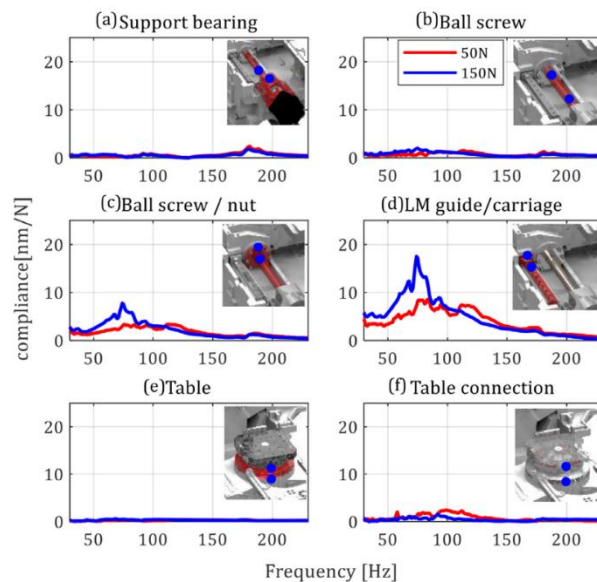 (a)Support bearing
(b)Ball screw
20
10
0
50 100 150 200
50N
150N
20
10
0
50 100 150 200
(c)Ball screw / nut
(d)LM guide/carriage
20
10
0
50 100 150 200
20
10
0
50 100 150 200
compliance[nm/N]
(e)Table
(f)Table connection
20
10
0
50 100 150 200
20
10
0
50 100 150 200
Frequency [Hz]